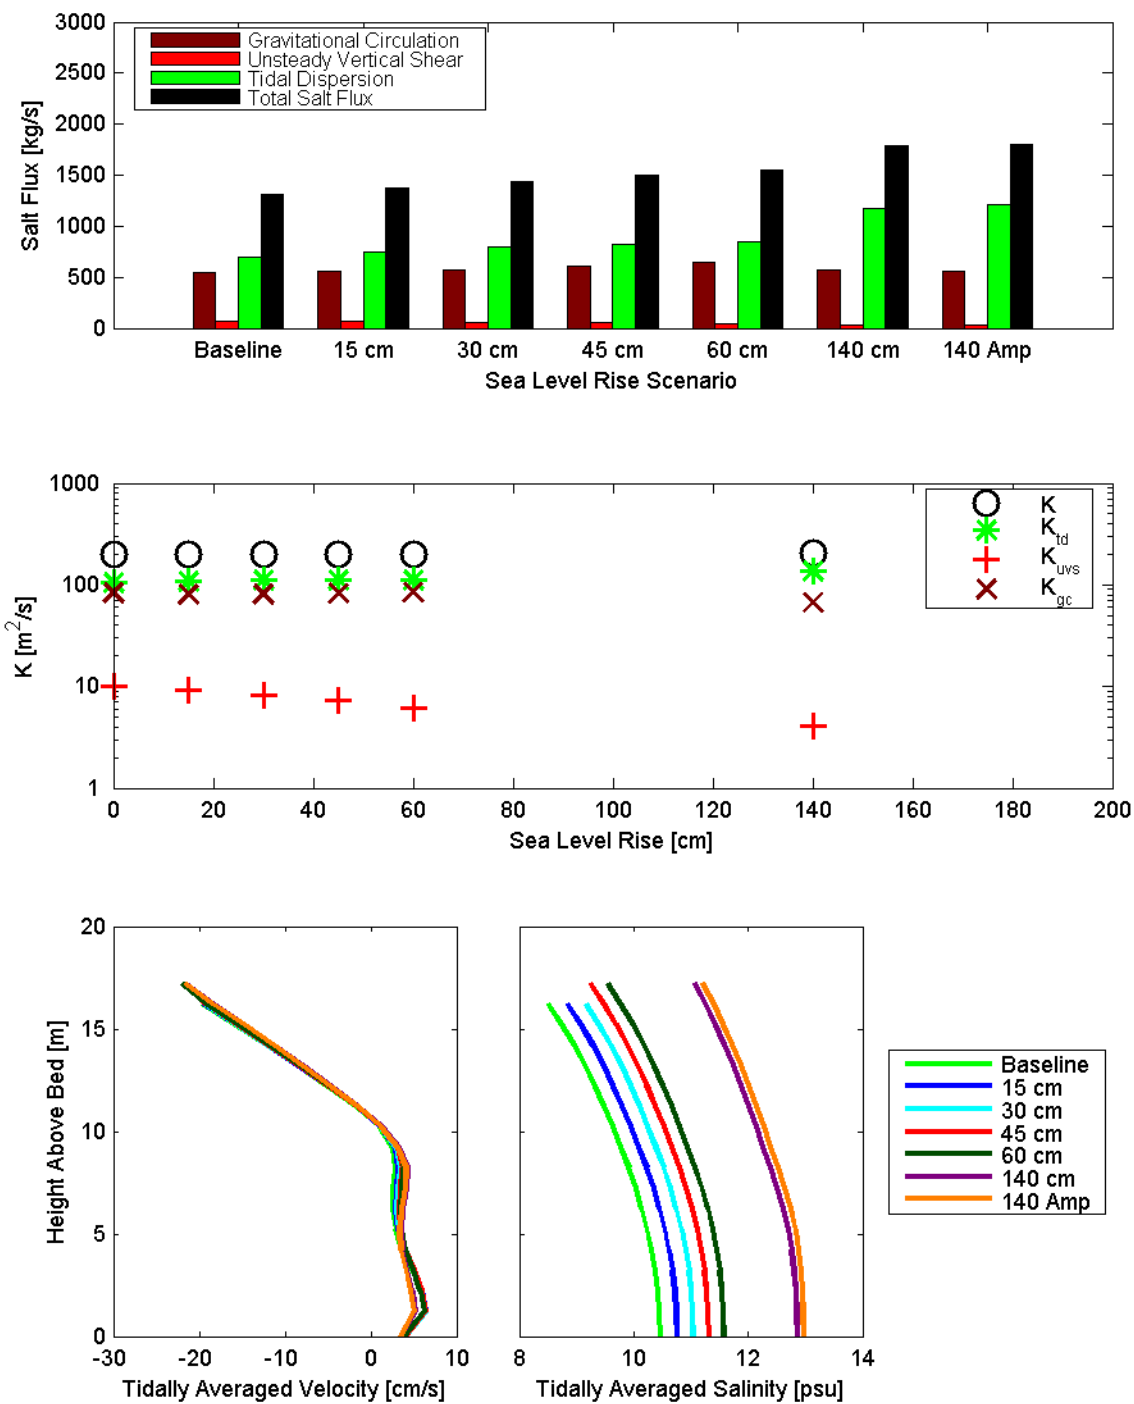 3000
2500
2000
1500
1000
500
0
Salt Flux [kg/s]
Gravitational Circulation
Unsteady Vertical Shear
Tidal Dispersion
Total Salt Flux
Baseline 15 cm 30 cm 45 cm 60 cm 140 cm 140 Amp
Sea Level Rise Scenario
1000
100
10
1
K [m²/s]
K
K_td
K_uvs
K_gc
0 20 40 60 80 100 120 140 160 180 200
Sea Level Rise [cm]
20
15
10
5
0
Height Above Bed [m]
-30 -20 -10 0 10
Tidally Averaged Velocity [cm/s]
8 10 12 14
Tidally Averaged Salinity [psu]
Baseline
15 cm
30 cm
45 cm
60 cm
140 cm
140 Amp